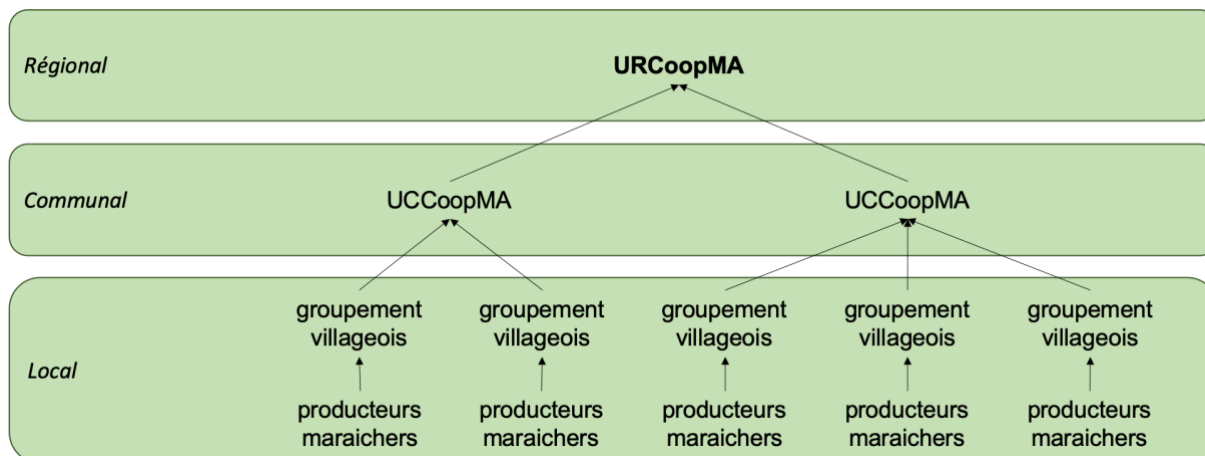 Régional
URCoopMA
Communal
UCCoopMA
UCCoopMA
Local
groupement
villageois
groupement
villageois
groupement
villageois
groupement
villageois
groupement
villageois
producteurs
maraichers
producteurs
maraichers
producteurs
maraichers
producteurs
maraichers
producteurs
maraichers